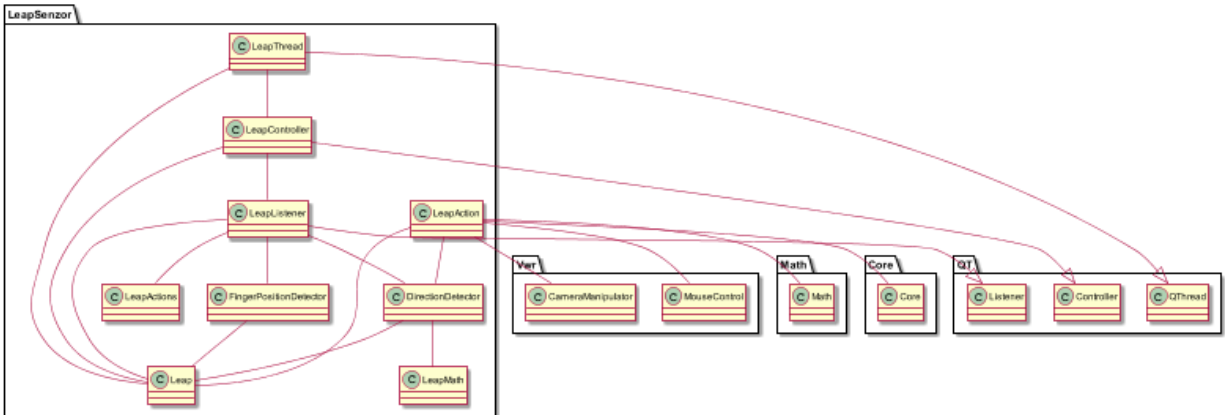 LeapSenzor
C LeapThread
C LeapController
C LeapListener
C LeapAction
Vwr
Math
Core
QT
C LeapActions
C FingerPositionDetector
C DirectionDetector
C CameraManipulator
C MouseControl
C Math
C Core
C Listener
C Controller
C QThread
C Leap
C LeapMath